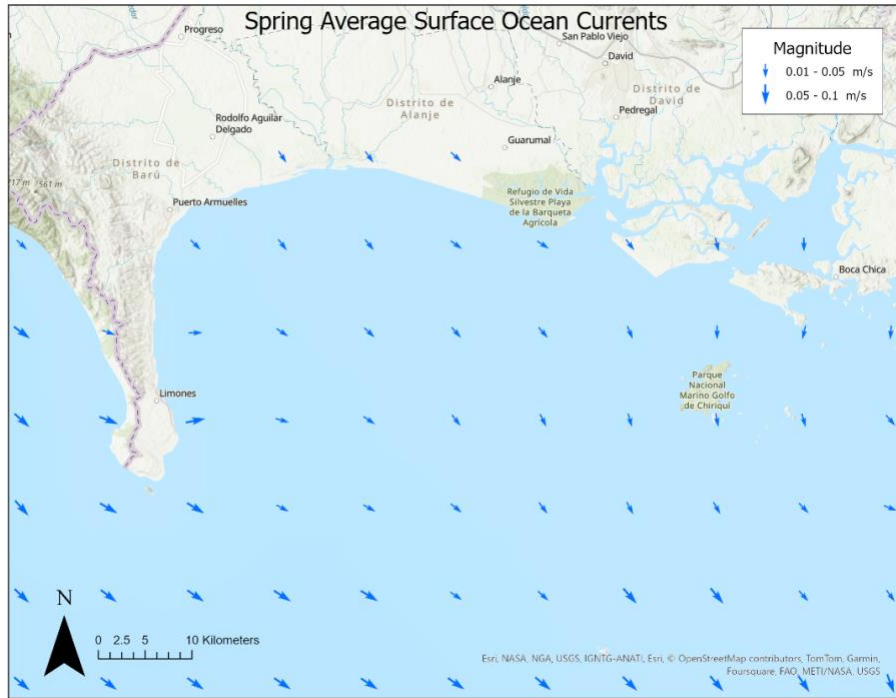 Spring Average Surface Ocean Currents
Progreso
San Pablo Viejo
David
Magnitude
0.01 - 0.05 m/s
0.05 - 0.1 m/s
Alanje
Distrito de
David
Distrito de
Alanje
Pedregal
Rodolfo Aguilar
Delgado
Guarumal
Distrito de
Barú
561 m
Refugio de Vida
Silvestre Playa
de la Barqueta
Agrícola
Puerto Armuelles
Boca Chica
Limones
Parque
Nacional
Marino Golfo
de Chiriquí
N
0 2.5 5 10 Kilometers
Esri, NASA, NGA, USGS, IGNTG-ANATI, Esri, © OpenStreetMap contributors, TomTom, Garmin,
Foursquare, FAO, METI/NASA, USGS